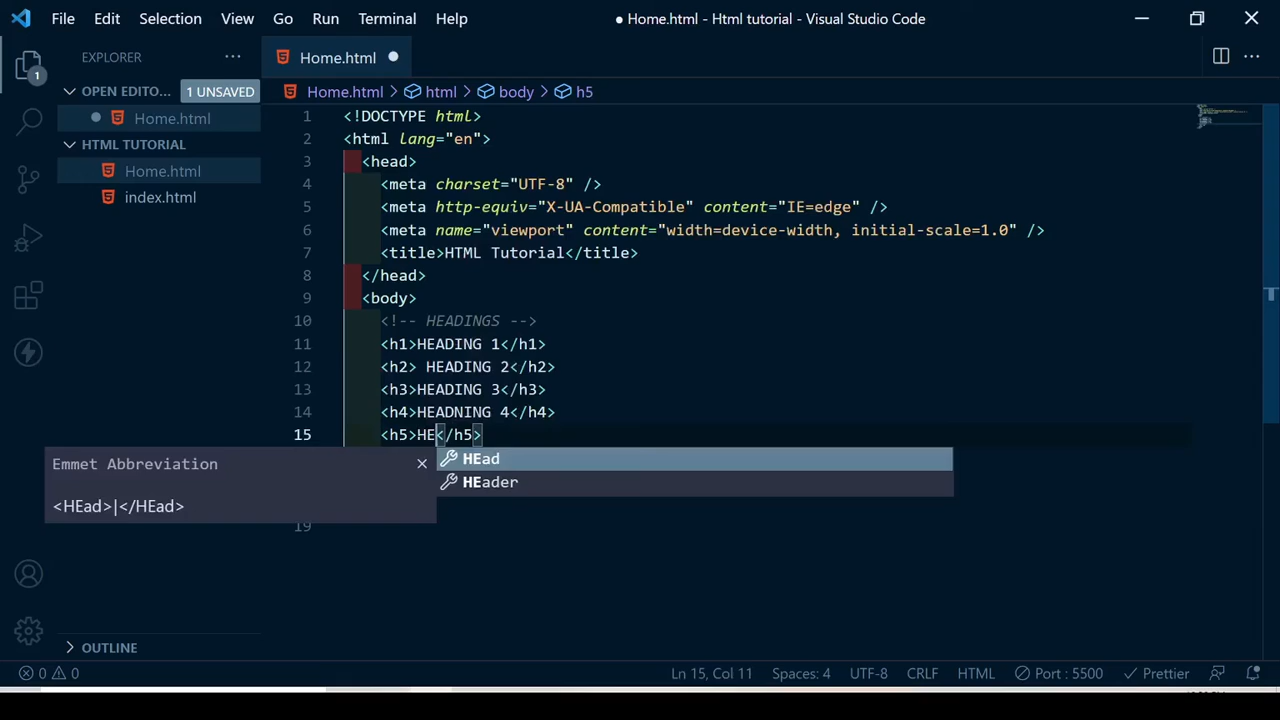 File Edit Selection View Go Run Terminal Help ● Home.html - Html tutorial - Visual Studio Code
EXPLORER ··· Home.html
1
OPEN EDITO... 1 UNSAVED
Home.html > html > body > h5
Home.html
HTML TUTORIAL
Home.html
index.html
1 <!DOCTYPE html>
2 <html lang="en">
3 <head>
4 <meta charset="UTF-8" />
5 <meta http-equiv="X-UA-Compatible" content="IE=edge" />
6 <meta name="viewport" content="width=device-width, initial-scale=1.0" />
7 <title>HTML Tutorial</title>
8 </head>
9 <body>
10 <!-- HEADINGS -->
11 <h1>HEADING 1</h1>
12 <h2> HEADING 2</h2>
13 <h3>HEADING 3</h3>
14 <h4>HEADNING 4</h4>
15 <h5>HE</h5>
Emmet Abbreviation
<HEad>|</HEad>
HEad
HEader
19
OUTLINE
0 0 Ln 15, Col 11 Spaces: 4 UTF-8 CRLF HTML Port : 5500 Prettier